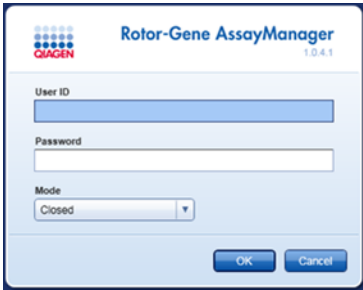 QIAGEN
Rotor-Gene AssayManager
1.0.4.1
User ID
Password
Mode
Closed
OK
Cancel